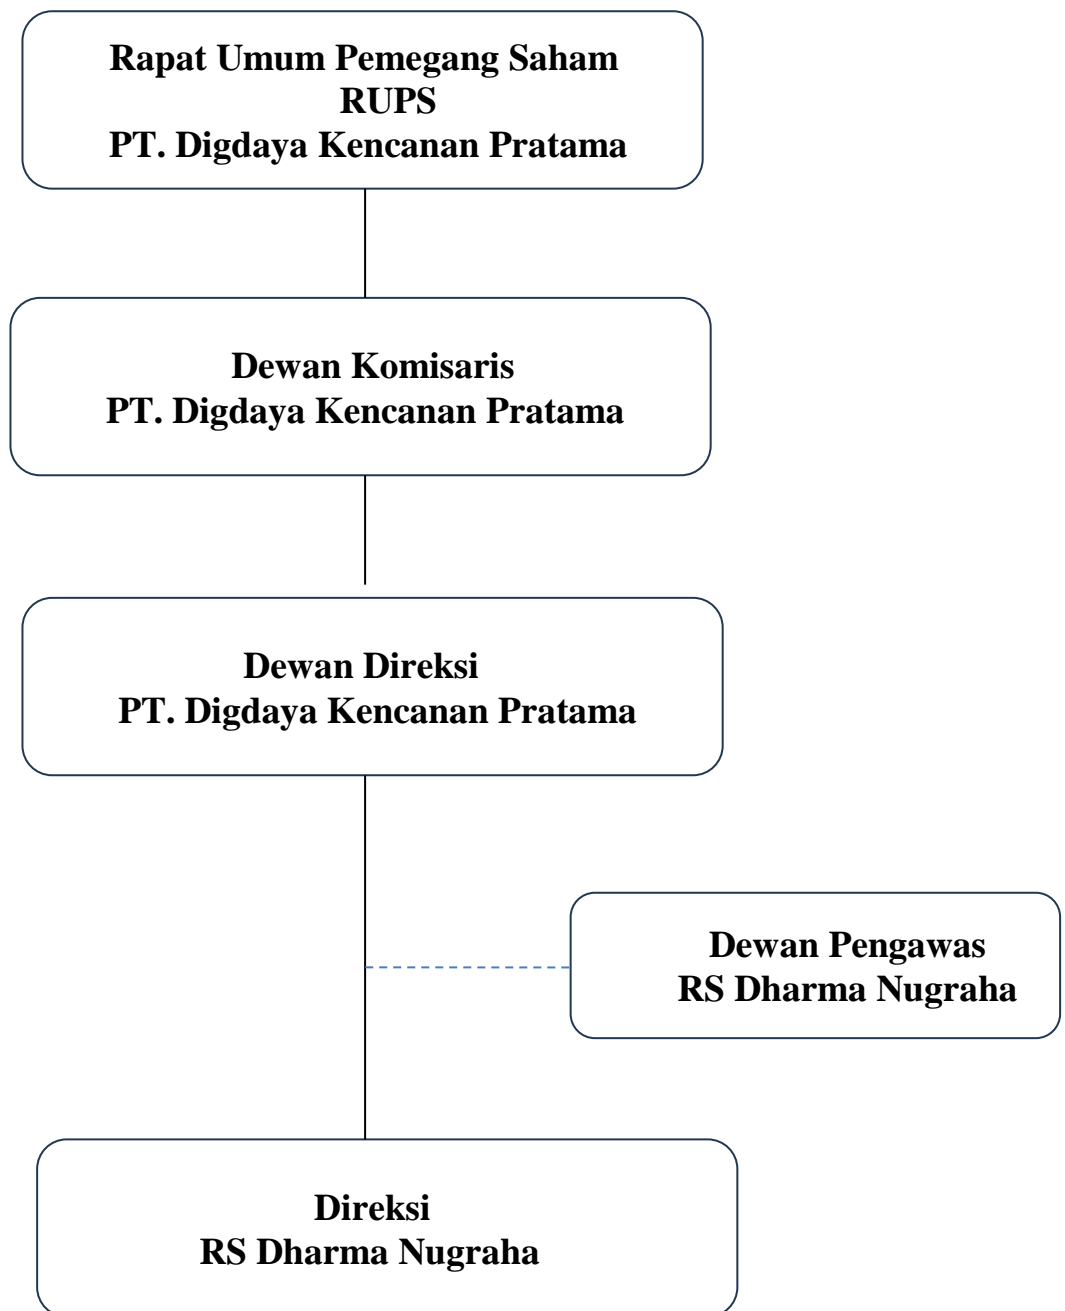 Rapat Umum Pemegang Saham
RUPS
PT. Digdaya Kencanan Pratama
Dewan Komisaris
PT. Digdaya Kencanan Pratama
Dewan Direksi
PT. Digdaya Kencanan Pratama
Dewan Pengawas
RS Dharma Nugraha
Direksi
RS Dharma Nugraha